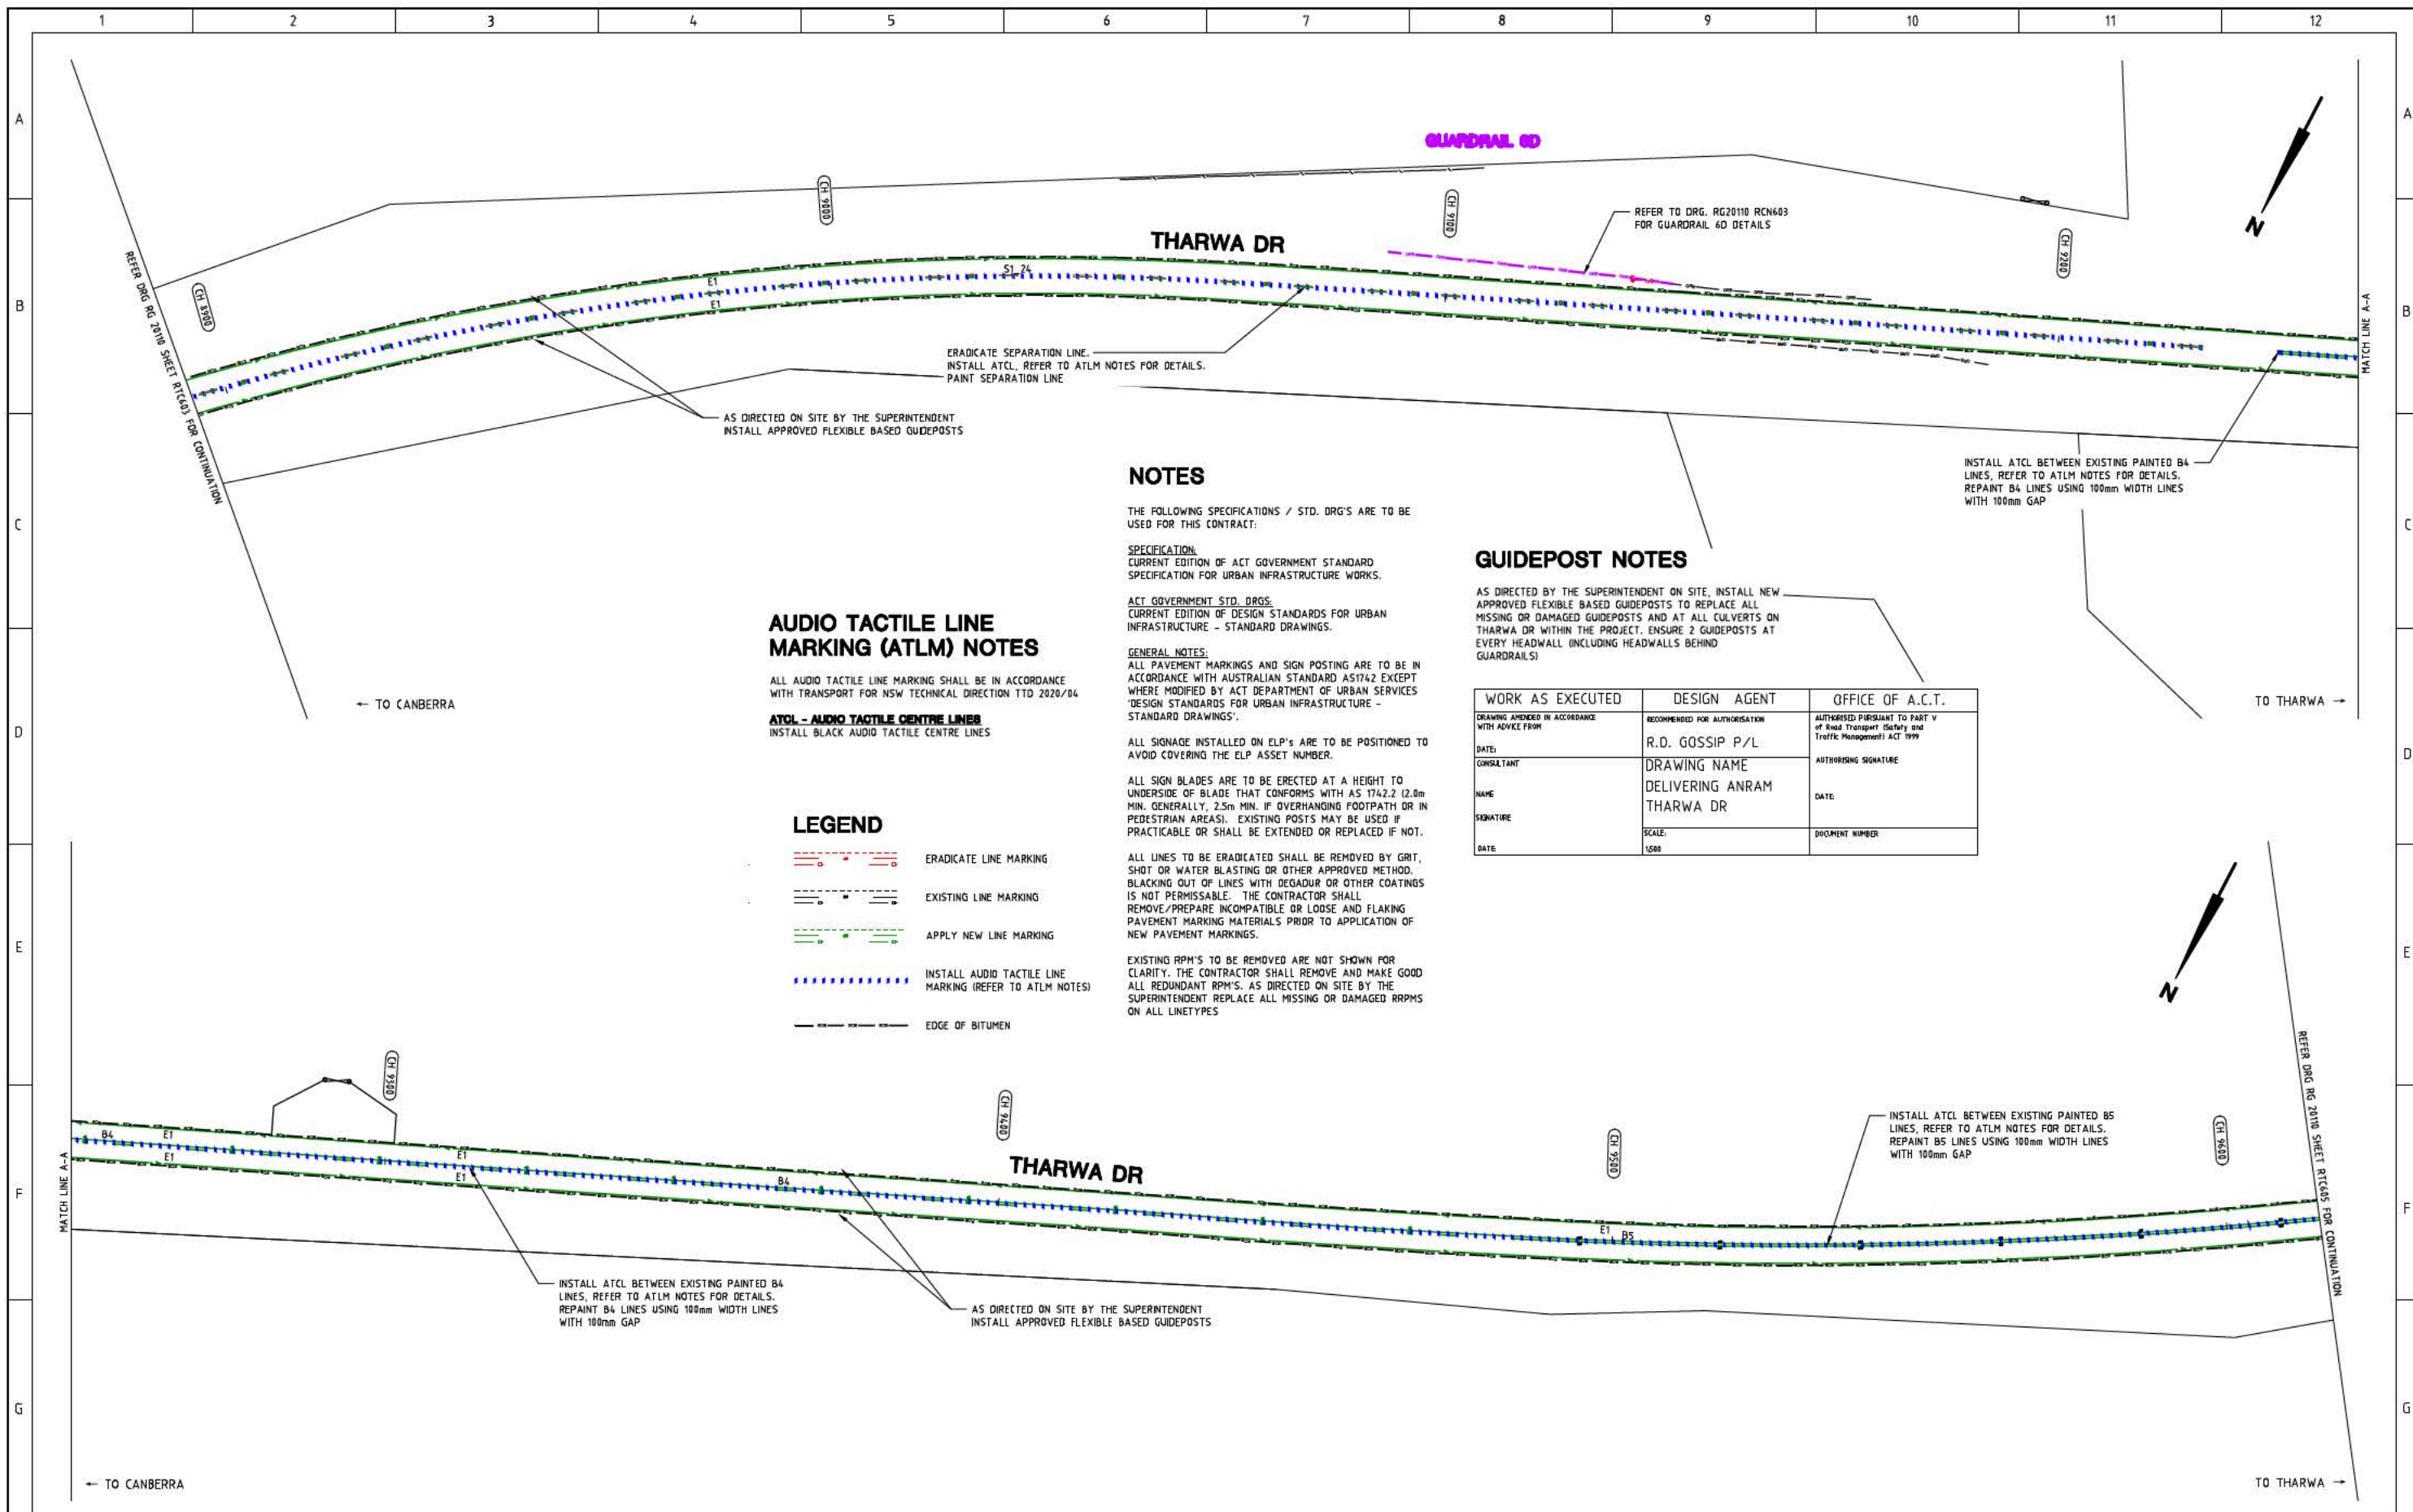 1 2 3 4 5 6 7 8 9 10 11 12
A
A
GUARDRAIL 6D
CH 9000
CH 9100
REFER TO DRG. RG20110 RCN603
FOR GUARDRAIL 6D DETAILS
N
THARWA DR
CH 9200
REFER DRG RG 20110 SHEET RTC603 FOR CONTINUATION
CH 8900
S1 24
E1
E1
B
B
MATCH LINE A-A
ERADICATE SEPARATION LINE.
INSTALL ATCL, REFER TO ATLM NOTES FOR DETAILS.
PAINT SEPARATION LINE
AS DIRECTED ON SITE BY THE SUPERINTENDENT
INSTALL APPROVED FLEXIBLE BASED GUIDEPOSTS
INSTALL ATCL BETWEEN EXISTING PAINTED B4
LINES, REFER TO ATLM NOTES FOR DETAILS.
REPAINT B4 LINES USING 100mm WIDTH LINES
WITH 100mm GAP
C
C
NOTES
THE FOLLOWING SPECIFICATIONS / STD. DRG'S ARE TO BE
USED FOR THIS CONTRACT:
SPECIFICATION:
CURRENT EDITION OF ACT GOVERNMENT STANDARD
SPECIFICATION FOR URBAN INFRASTRUCTURE WORKS.
ACT GOVERNMENT STD. DRGS:
CURRENT EDITION OF DESIGN STANDARDS FOR URBAN
INFRASTRUCTURE - STANDARD DRAWINGS.
GENERAL NOTES:
ALL PAVEMENT MARKINGS AND SIGN POSTING ARE TO BE IN
ACCORDANCE WITH AUSTRALIAN STANDARD AS1742 EXCEPT
WHERE MODIFIED BY ACT DEPARTMENT OF URBAN SERVICES
'DESIGN STANDARDS FOR URBAN INFRASTRUCTURE -
STANDARD DRAWINGS'.
ALL SIGNAGE INSTALLED ON ELP's ARE TO BE POSITIONED TO
AVOID COVERING THE ELP ASSET NUMBER.
ALL SIGN BLADES ARE TO BE ERECTED AT A HEIGHT TO
UNDERSIDE OF BLADE THAT CONFORMS WITH AS 1742.2 (2.0m
MIN. GENERALLY, 2.5m MIN. IF OVERHANGING FOOTPATH OR IN
PEDESTRIAN AREAS). EXISTING POSTS MAY BE USED IF
PRACTICABLE OR SHALL BE EXTENDED OR REPLACED IF NOT.
ALL LINES TO BE ERADICATED SHALL BE REMOVED BY GRIT,
SHOT OR WATER BLASTING OR OTHER APPROVED METHOD.
BLACKING OUT OF LINES WITH DEGADUR OR OTHER COATINGS
IS NOT PERMISSABLE. THE CONTRACTOR SHALL
REMOVE/PREPARE INCOMPATIBLE OR LOOSE AND FLAKING
PAVEMENT MARKING MATERIALS PRIOR TO APPLICATION OF
NEW PAVEMENT MARKINGS.
EXISTING RPM'S TO BE REMOVED ARE NOT SHOWN FOR
CLARITY. THE CONTRACTOR SHALL REMOVE AND MAKE GOOD
ALL REDUNDANT RPM'S. AS DIRECTED ON SITE BY THE
SUPERINTENDENT REPLACE ALL MISSING OR DAMAGED RRPMS
ON ALL LINETYPES
GUIDEPOST NOTES
AS DIRECTED BY THE SUPERINTENDENT ON SITE, INSTALL NEW
APPROVED FLEXIBLE BASED GUIDEPOSTS TO REPLACE ALL
MISSING OR DAMAGED GUIDEPOSTS AND AT ALL CULVERTS ON
THARWA DR WITHIN THE PROJECT. ENSURE 2 GUIDEPOSTS AT
EVERY HEADWALL (INCLUDING HEADWALLS BEHIND
GUARDRAILS)
AUDIO TACTILE LINE
MARKING (ATLM) NOTES
ALL AUDIO TACTILE LINE MARKING SHALL BE IN ACCORDANCE
WITH TRANSPORT FOR NSW TECHNICAL DIRECTION TTD 2020/04
ATCL - AUDIO TACTILE CENTRE LINES
INSTALL BLACK AUDIO TACTILE CENTRE LINES
← TO CANBERRA
TO THARWA →
D
D
WORK AS EXECUTED
DRAWING AMENDED IN ACCORDANCE
WITH ADVICE FROM
DATE:
CONSULTANT
NAME
SIGNATURE
DATE:
DESIGN AGENT
RECOMMENDED FOR AUTHORISATION
R.D. GOSSIP P/L
DRAWING NAME
DELIVERING ANRAM
THARWA DR
SCALE:
1:500
OFFICE OF A.C.T.
AUTHORISED PURSUANT TO PART V
of Road Transport (Safety and
Traffic Management) ACT 1999
AUTHORISING SIGNATURE
DATE:
DOCUMENT NUMBER
LEGEND
ERADICATE LINE MARKING
EXISTING LINE MARKING
APPLY NEW LINE MARKING
INSTALL AUDIO TACTILE LINE
MARKING (REFER TO ATLM NOTES)
EDGE OF BITUMEN
E
E
N
REFER DRG RG 20110 SHEET RTC605 FOR CONTINUATION
CH 9300
CH 9400
CH 9500
CH 9600
INSTALL ATCL BETWEEN EXISTING PAINTED B5
LINES, REFER TO ATLM NOTES FOR DETAILS.
REPAINT B5 LINES USING 100mm WIDTH LINES
WITH 100mm GAP
MATCH LINE A-A
B4
E1
E1
E1
E1
B4
THARWA DR
E1
B5
F
F
INSTALL ATCL BETWEEN EXISTING PAINTED B4
LINES, REFER TO ATLM NOTES FOR DETAILS.
REPAINT B4 LINES USING 100mm WIDTH LINES
WITH 100mm GAP
AS DIRECTED ON SITE BY THE SUPERINTENDENT
INSTALL APPROVED FLEXIBLE BASED GUIDEPOSTS
G
G
← TO CANBERRA
TO THARWA →